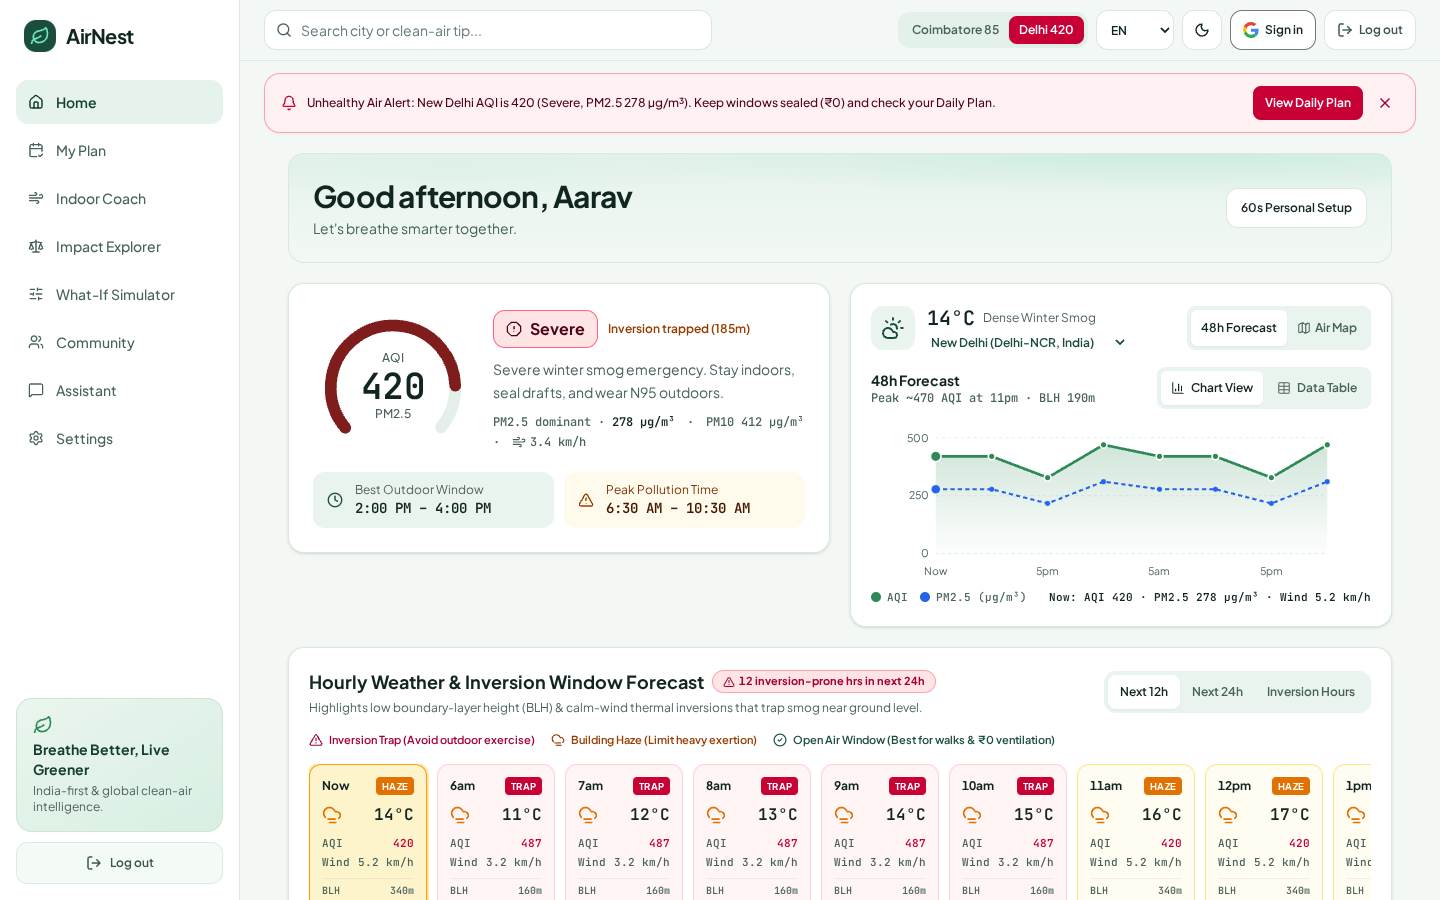 AirNest
Search city or clean-air tip...
Coimbatore 85
Delhi 420
EN
Sign in
Log out
Home
My Plan
Indoor Coach
Impact Explorer
What-If Simulator
Community
Assistant
Settings
Breathe Better, Live
Greener
India-first & global clean-air
intelligence.
Log out
Unhealthy Air Alert: New Delhi AQI is 420 (Severe, PM2.5 278 µg/m³). Keep windows sealed (₹0) and check your Daily Plan.
View Daily Plan
Good afternoon, Aarav
Let's breathe smarter together.
60s Personal Setup
AQI
420
PM2.5
Severe
Inversion trapped (185m)
Severe winter smog emergency. Stay indoors,
seal drafts, and wear N95 outdoors.
PM2.5 dominant · 278 µg/m³ · PM10 412 µg/m³
· 3.4 km/h
Best Outdoor Window
2:00 PM – 4:00 PM
Peak Pollution Time
6:30 AM – 10:30 AM
14°C Dense Winter Smog
New Delhi (Delhi-NCR, India)
48h Forecast
Air Map
48h Forecast
Peak ~470 AQI at 11pm · BLH 190m
Chart View
Data Table
500
250
0
Now 5pm 5am 5pm
AQI PM2.5 (µg/m³) Now: AQI 420 · PM2.5 278 µg/m³ · Wind 5.2 km/h
Hourly Weather & Inversion Window Forecast
12 inversion-prone hrs in next 24h
Highlights low boundary-layer height (BLH) & calm-wind thermal inversions that trap smog near ground level.
Next 12h
Next 24h
Inversion Hours
Inversion Trap (Avoid outdoor exercise)
Building Haze (Limit heavy exertion)
Open Air Window (Best for walks & ₹0 ventilation)
Now HAZE
14°C
AQI 420
Wind 5.2 km/h
BLH 340m
6am TRAP
11°C
AQI 487
Wind 3.2 km/h
BLH 160m
7am TRAP
12°C
AQI 487
Wind 3.2 km/h
BLH 160m
8am TRAP
13°C
AQI 487
Wind 3.2 km/h
BLH 160m
9am TRAP
14°C
AQI 487
Wind 3.2 km/h
BLH 160m
10am TRAP
15°C
AQI 487
Wind 3.2 km/h
BLH 160m
11am HAZE
16°C
AQI 420
Wind 5.2 km/h
BLH 340m
12pm HAZE
17°C
AQI 420
Wind 5.2 km/h
BLH 340m
1pm
AQI
Wind
BLH